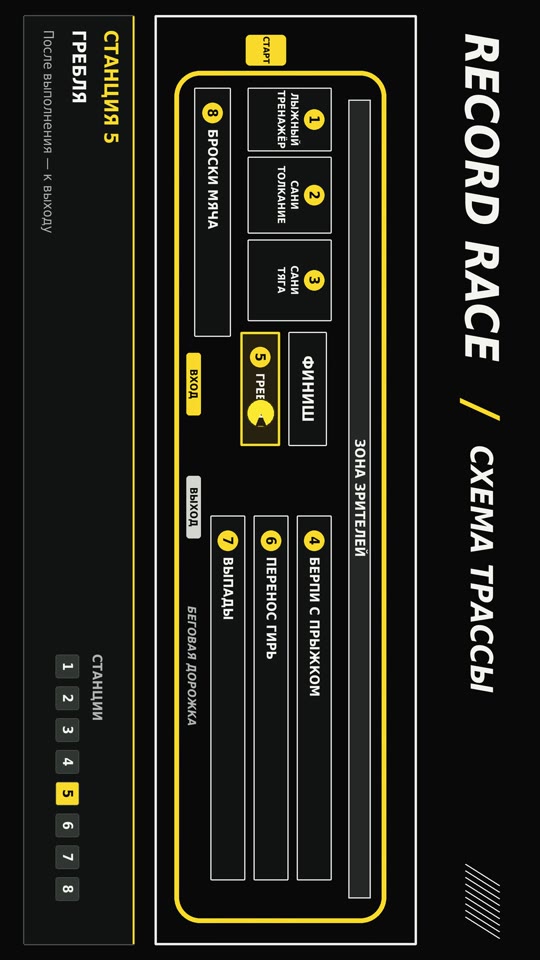 RECORD RACE / СХЕМА ТРАССЫ
СТАРТ
ЗОНА ЗРИТЕЛЕЙ
1
ЛЫЖНЫЙ
ТРЕНАЖЁР
2
САНИ
ТОЛКАНИЕ
3
САНИ
ТЯГА
ФИНИШ
5 ГРЕБ
4 БЕРПИ С ПРЫЖКОМ
6 ПЕРЕНОС ГИРЬ
7 ВЫПАДЫ
8 БРОСКИ МЯЧА
ВХОД
ВЫХОД
БЕГОВАЯ ДОРОЖКА
СТАНЦИЯ 5
ГРЕБЛЯ
После выполнения — к выходу
СТАНЦИИ
1 2 3 4 5 6 7 8